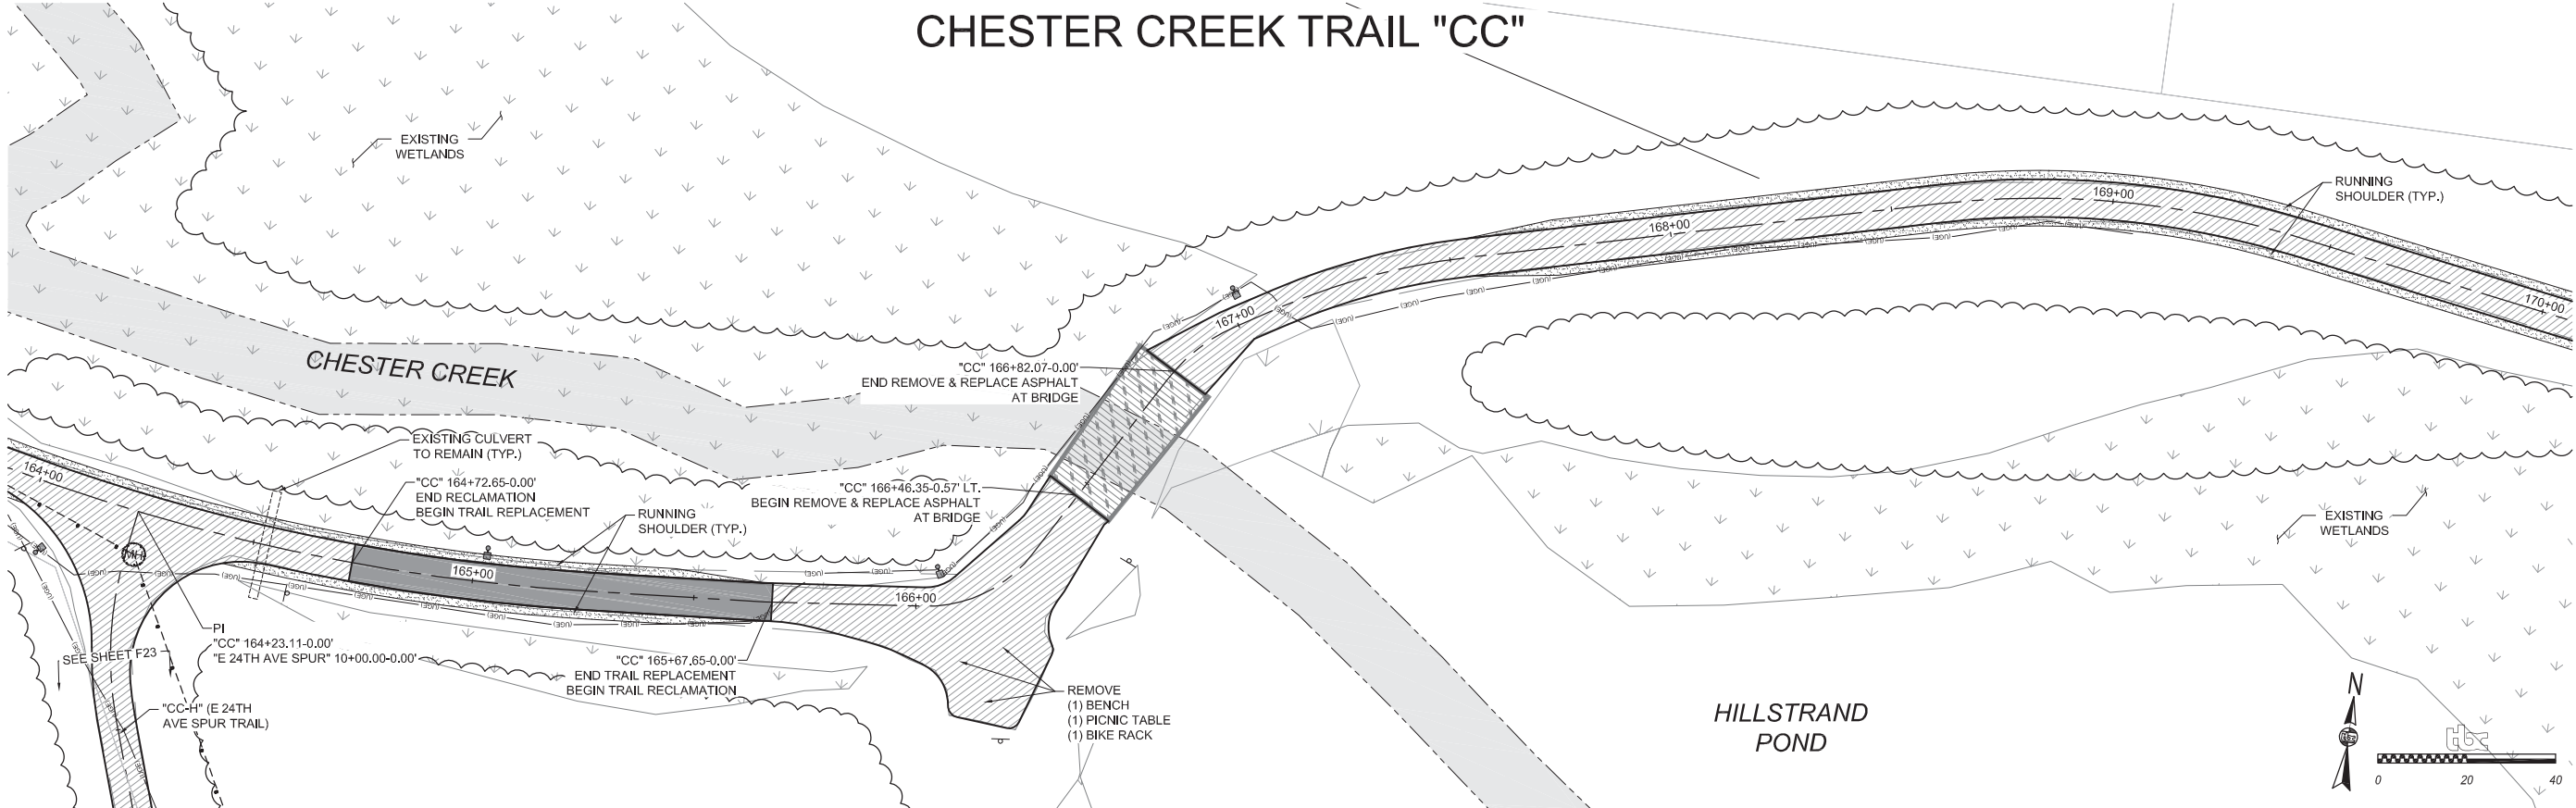 CHESTER CREEK TRAIL "CC"
EXISTING
WETLANDS
RUNNING
SHOULDER (TYP.)
169+00
168+00
170+00
167+00
CHESTER CREEK
"CC" 166+82.07-0.00'
END REMOVE & REPLACE ASPHALT
AT BRIDGE
EXISTING CULVERT
TO REMAIN (TYP.)
164+00
"CC" 164+72.65-0.00'
END RECLAMATION
BEGIN TRAIL REPLACEMENT
"CC" 166+46.35-0.57' LT.
BEGIN REMOVE & REPLACE ASPHALT
AT BRIDGE
RUNNING
SHOULDER (TYP.)
EXISTING
WETLANDS
MH
165+00
166+00
PI
"CC" 164+23.11-0.00'
"E 24TH AVE SPUR" 10+00.00-0.00'
SEE SHEET F23
"CC" 165+67.65-0.00'
END TRAIL REPLACEMENT
BEGIN TRAIL RECLAMATION
"CC-H" (E 24TH
AVE SPUR TRAIL)
REMOVE
(1) BENCH
(1) PICNIC TABLE
(1) BIKE RACK
HILLSTRAND
POND
N
tbx
0 20 40
(UGE)